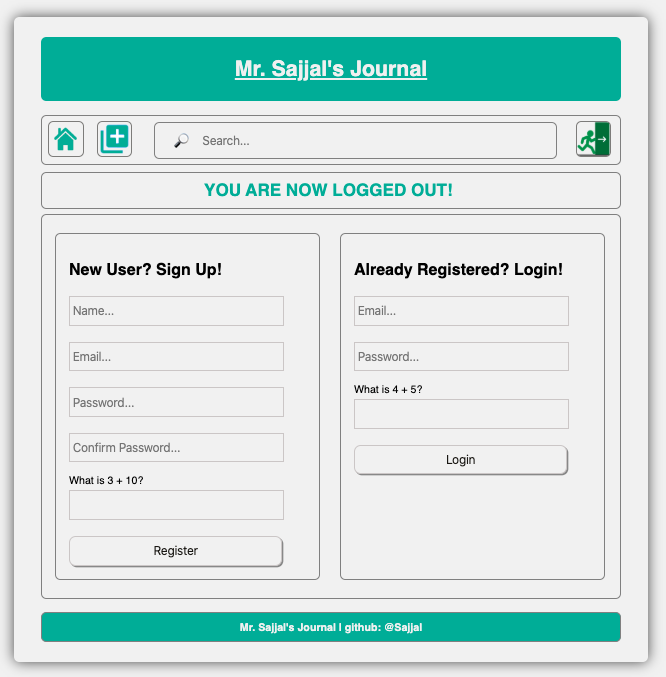 Mr. Sajjal's Journal
Search...
YOU ARE NOW LOGGED OUT!
New User? Sign Up!
Name...
Email...
Password...
Confirm Password...
What is 3 + 10?
Register
Already Registered? Login!
Email...
Password...
What is 4 + 5?
Login
Mr. Sajjal's Journal | github: @Sajjal